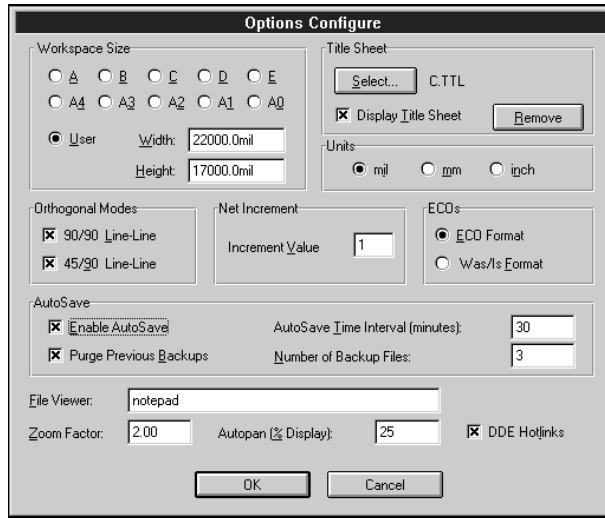 Options Configure
Workspace Size
A B C D E
A4 A3 A2 A1 A0
User Width: 22000.0mil
Height: 17000.0mil
Title Sheet
Select... C.TTL
Display Title Sheet Remove
Units
mil mm inch
Orthogonal Modes
90/90 Line-Line
45/90 Line-Line
Net Increment
Increment Value 1
ECOs
ECO Format
Was/Is Format
AutoSave
Enable AutoSave AutoSave Time Interval (minutes): 30
Purge Previous Backups Number of Backup Files: 3
File Viewer: notepad
Zoom Factor: 2.00 Autopan (% Display): 25 DDE Hotlinks
OK Cancel